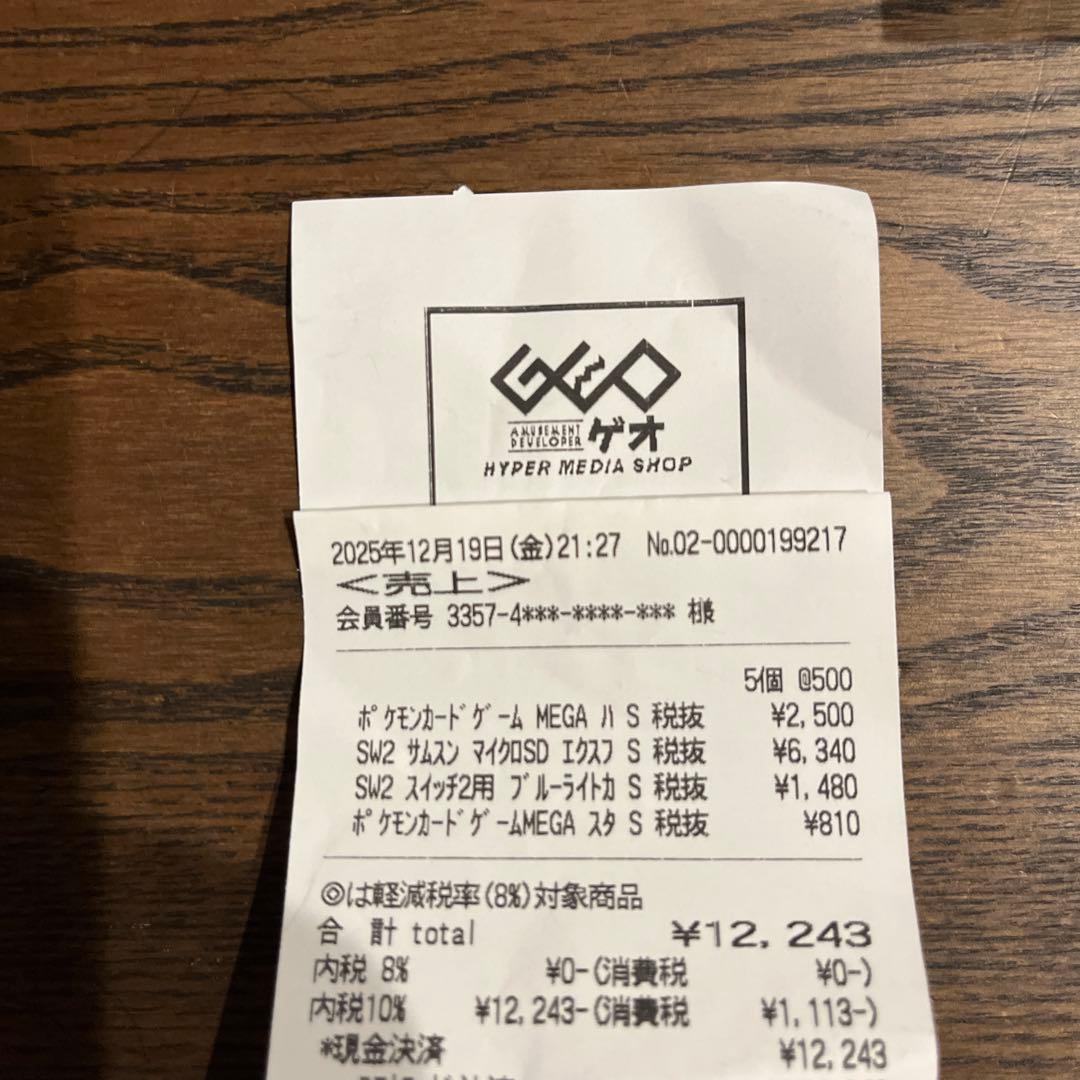 GEO
AMUSEMENT
DEVELOPER ゲオ
HYPER MEDIA SHOP
2025年12月19日(金)21:27 No.02-0000199217
<売上>
会員番号 3357-4***-****-*** 様
5個 @500
ﾎﾟｹﾓﾝｶｰﾄﾞｹﾞｰﾑ MEGA ﾊ S 税抜 ¥2,500
SW2 ｻﾑｽﾝ ﾏｲｸﾛSD ｴｸｽﾌ S 税抜 ¥6,340
SW2 ｽｲｯﾁ2用 ﾌﾞﾙｰﾗｲﾄｶ S 税抜 ¥1,480
ﾎﾟｹﾓﾝｶｰﾄﾞｹﾞｰﾑMEGA ｽﾀ S 税抜 ¥810
◎は軽減税率(8%)対象商品
合 計 total ¥12,243
内税 8% ¥0-(消費税 ¥0-)
内税10% ¥12,243-(消費税 ¥1,113-)
*現金決済 ¥12,243